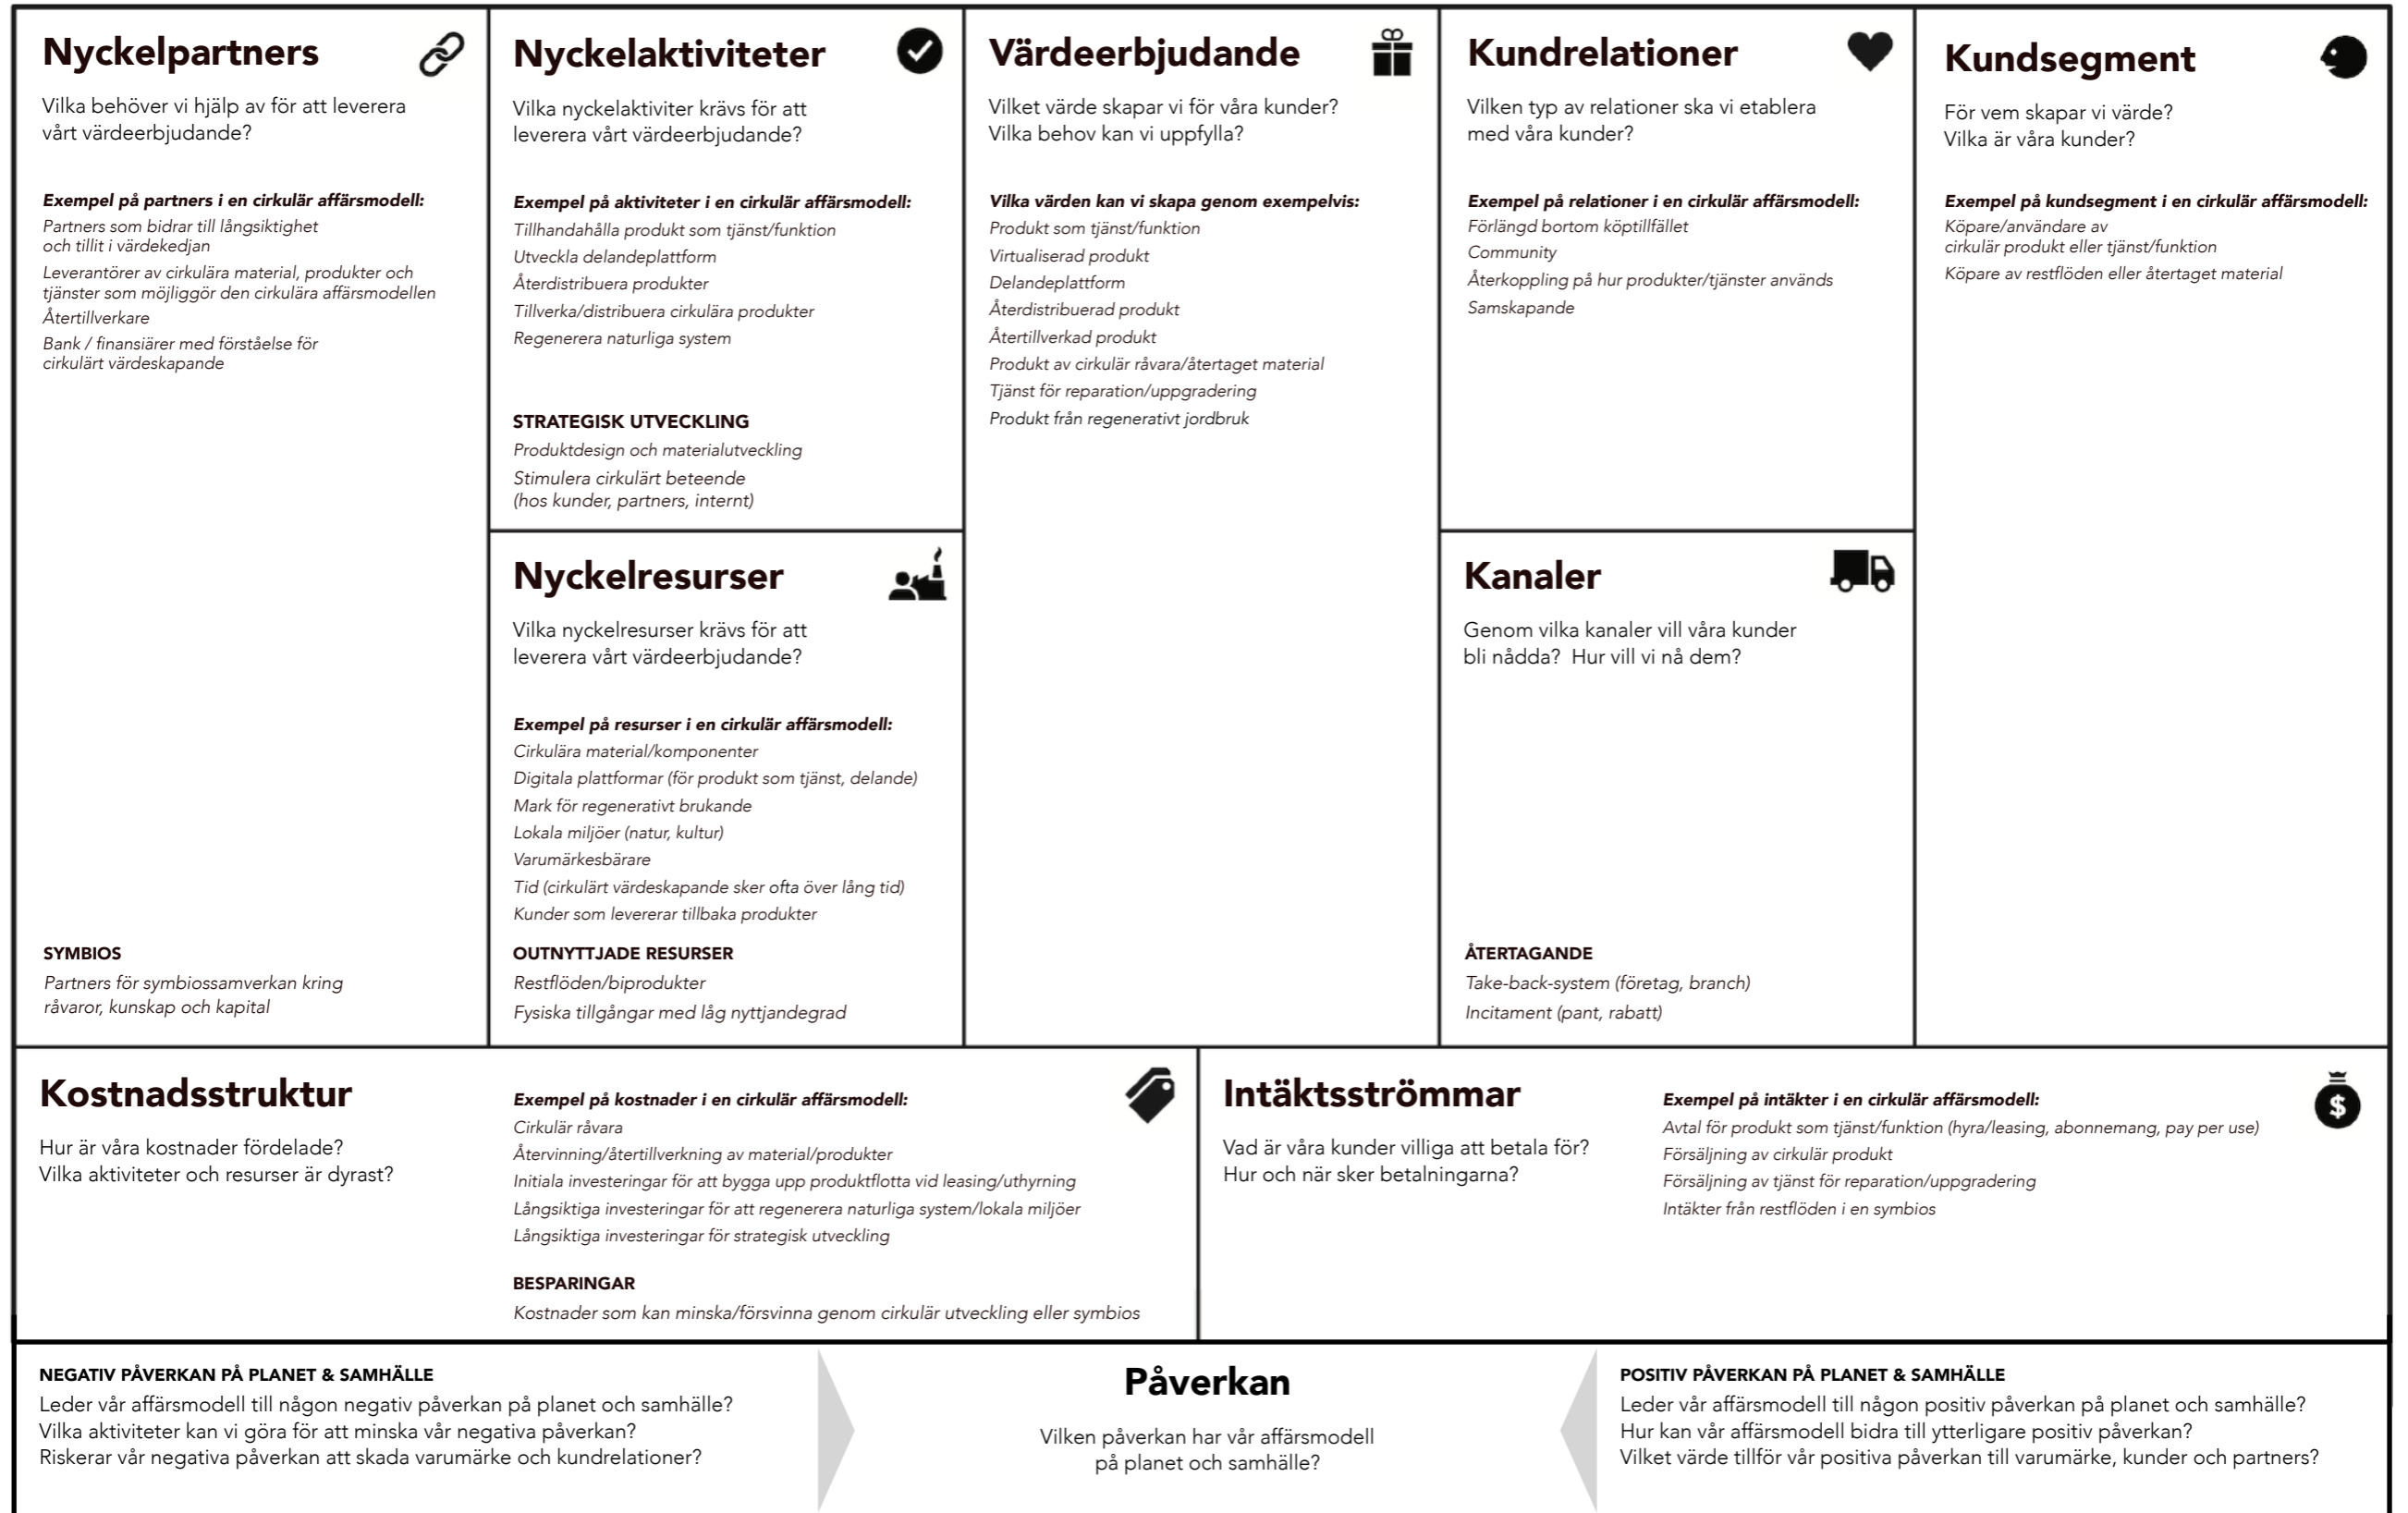 Nyckelpartners
Vilka behöver vi hjälp av för att leverera
vårt värdeerbjudande?
Exempel på partners i en cirkulär affärsmodell:
Partners som bidrar till långsiktighet
och tillit i värdekedjan
Leverantörer av cirkulära material, produkter och
tjänster som möjliggör den cirkulära affärsmodellen
Återtillverkare
Bank / finansiärer med förståelse för
cirkulärt värdeskapande
SYMBIOS
Partners för symbiossamverkan kring
råvaror, kunskap och kapital
Nyckelaktiviteter
Vilka nyckelaktiviter krävs för att
leverera vårt värdeerbjudande?
Exempel på aktiviteter i en cirkulär affärsmodell:
Tillhandahålla produkt som tjänst/funktion
Utveckla delandeplattform
Återdistribuera produkter
Tillverka/distribuera cirkulära produkter
Regenerera naturliga system
STRATEGISK UTVECKLING
Produktdesign och materialutveckling
Stimulera cirkulärt beteende
(hos kunder, partners, internt)
Nyckelresurser
Vilka nyckelresurser krävs för att
leverera vårt värdeerbjudande?
Exempel på resurser i en cirkulär affärsmodell:
Cirkulära material/komponenter
Digitala plattformar (för produkt som tjänst, delande)
Mark för regenerativt brukande
Lokala miljöer (natur, kultur)
Varumärkesbärare
Tid (cirkulärt värdeskapande sker ofta över lång tid)
Kunder som levererar tillbaka produkter
OUTNYTTJADE RESURSER
Restflöden/biprodukter
Fysiska tillgångar med låg nyttjandegrad
Värdeerbjudande
Vilket värde skapar vi för våra kunder?
Vilka behov kan vi uppfylla?
Vilka värden kan vi skapa genom exempelvis:
Produkt som tjänst/funktion
Virtualiserad produkt
Delandeplattform
Återdistribuerad produkt
Återtillverkad produkt
Produkt av cirkulär råvara/återtaget material
Tjänst för reparation/uppgradering
Produkt från regenerativt jordbruk
Kundrelationer
Vilken typ av relationer ska vi etablera
med våra kunder?
Exempel på relationer i en cirkulär affärsmodell:
Förlängd bortom köptillfället
Community
Återkoppling på hur produkter/tjänster används
Samskapande
Kanaler
Genom vilka kanaler vill våra kunder
bli nådda? Hur vill vi nå dem?
ÅTERTAGANDE
Take-back-system (företag, branch)
Incitament (pant, rabatt)
Kundsegment
För vem skapar vi värde?
Vilka är våra kunder?
Exempel på kundsegment i en cirkulär affärsmodell:
Köpare/användare av
cirkulär produkt eller tjänst/funktion
Köpare av restflöden eller återtaget material
Kostnadsstruktur
Hur är våra kostnader fördelade?
Vilka aktiviteter och resurser är dyrast?
Exempel på kostnader i en cirkulär affärsmodell:
Cirkulär råvara
Återvinning/återtillverkning av material/produkter
Initiala investeringar för att bygga upp produktflotta vid leasing/uthyrning
Långsiktiga investeringar för att regenerera naturliga system/lokala miljöer
Långsiktiga investeringar för strategisk utveckling
BESPARINGAR
Kostnader som kan minska/försvinna genom cirkulär utveckling eller symbios
Intäktsströmmar
Vad är våra kunder villiga att betala för?
Hur och när sker betalningarna?
Exempel på intäkter i en cirkulär affärsmodell:
Avtal för produkt som tjänst/funktion (hyra/leasing, abonnemang, pay per use)
Försäljning av cirkulär produkt
Försäljning av tjänst för reparation/uppgradering
Intäkter från restflöden i en symbios
$
NEGATIV PÅVERKAN PÅ PLANET & SAMHÄLLE
Leder vår affärsmodell till någon negativ påverkan på planet och samhälle?
Vilka aktiviteter kan vi göra för att minska vår negativa påverkan?
Riskerar vår negativa påverkan att skada varumärke och kundrelationer?
Påverkan
Vilken påverkan har vår affärsmodell
på planet och samhälle?
POSITIV PÅVERKAN PÅ PLANET & SAMHÄLLE
Leder vår affärsmodell till någon positiv påverkan på planet och samhälle?
Hur kan vår affärsmodell bidra till ytterligare positiv påverkan?
Vilket värde tillför vår positiva påverkan till varumärke, kunder och partners?